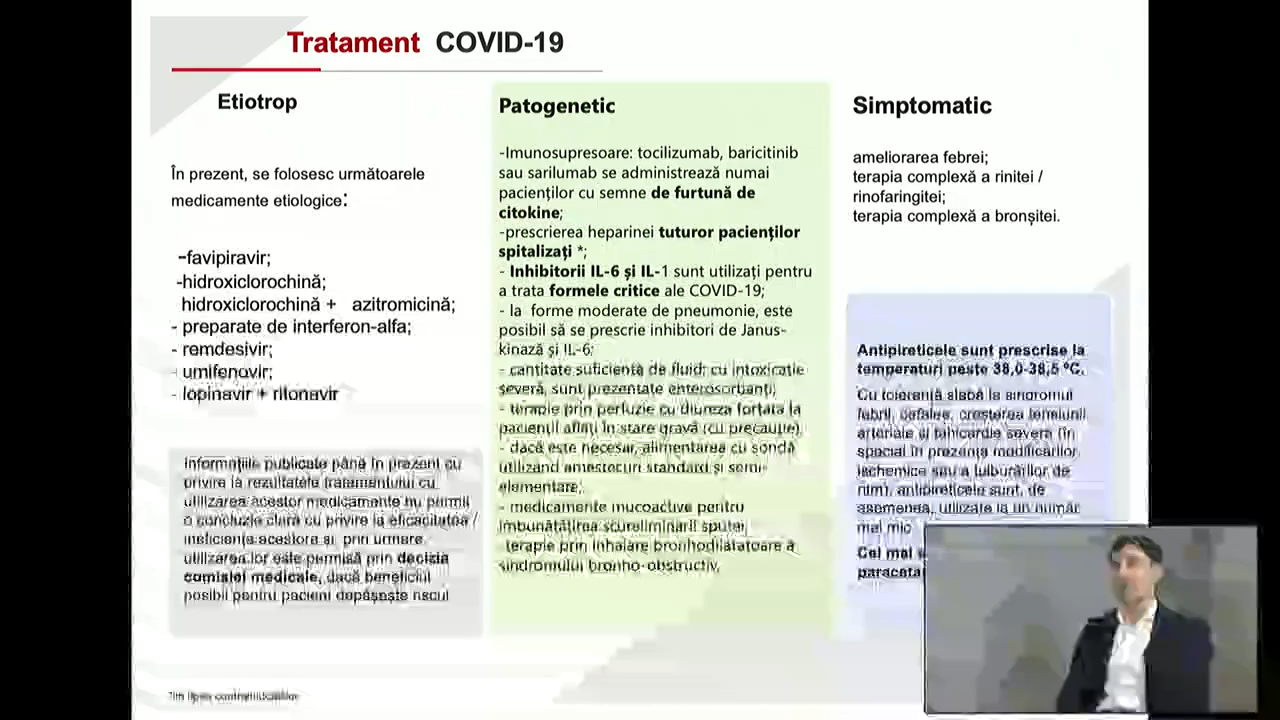 Tratament COVID-19
Etiotrop
În prezent, se folosesc următoarele
medicamente etiologice:
-favipiravir;
-hidroxiclorochină;
hidroxiclorochină + azitromicină;
- preparate de interferon-alfa;
- remdesivir;
- umifenovir;
- lopinavir + ritonavir
Informațiile publicate până în prezent cu
privire la rezultatele tratamentului cu
utilizarea acestor medicamente nu permit
o concluzie clară cu privire la eficacitatea /
ineficiența acestora și, prin urmare,
utilizarea lor este permisă prin decizia
comisiei medicale, dacă beneficiul
posibil pentru pacient depășește riscul
Patogenetic
-Imunosupresoare: tocilizumab, baricitinib
sau sarilumab se administrează numai
pacienților cu semne de furtună de
citokine;
-prescrierea heparinei tuturor pacienților
spitalizați *;
- Inhibitorii IL-6 și IL-1 sunt utilizați pentru
a trata formele critice ale COVID-19;
- la forme moderate de pneumonie, este
posibil să se prescrie inhibitori de Janus-
kinază și IL-6;
- cantitate suficientă de fluid; cu intoxicație
severă, sunt prezentate enterosorbanți;
- terapie prin perfuzie cu diureză forțată la
pacienții aflați în stare gravă (cu precauție),
- dacă este necesar, alimentarea cu sondă
utilizând amestecuri standard și semi-
elementare;
- medicamente mucoactive pentru
îmbunătățirea
sputei,
terapie prin inhalare bronhodilatatoare a
sindromului bronho-obstructiv.
Simptomatic
ameliorarea febrei;
terapia complexă a rinitei /
rinofaringitei;
terapia complexă a bronșitei.
Antipireticele sunt prescrise la
temperaturi peste 38,0-38,5 ºC.
Cu toleranță slabă la sindromul
febril, cefalee, creșterea tensiunii
arteriale și tahicardie severă (în
special în prezența modificărilor
ischemice sau a tulburărilor de
ritm), antipireticele sunt, de
asemenea, utilizate la un număr
mai mic
Cel mai